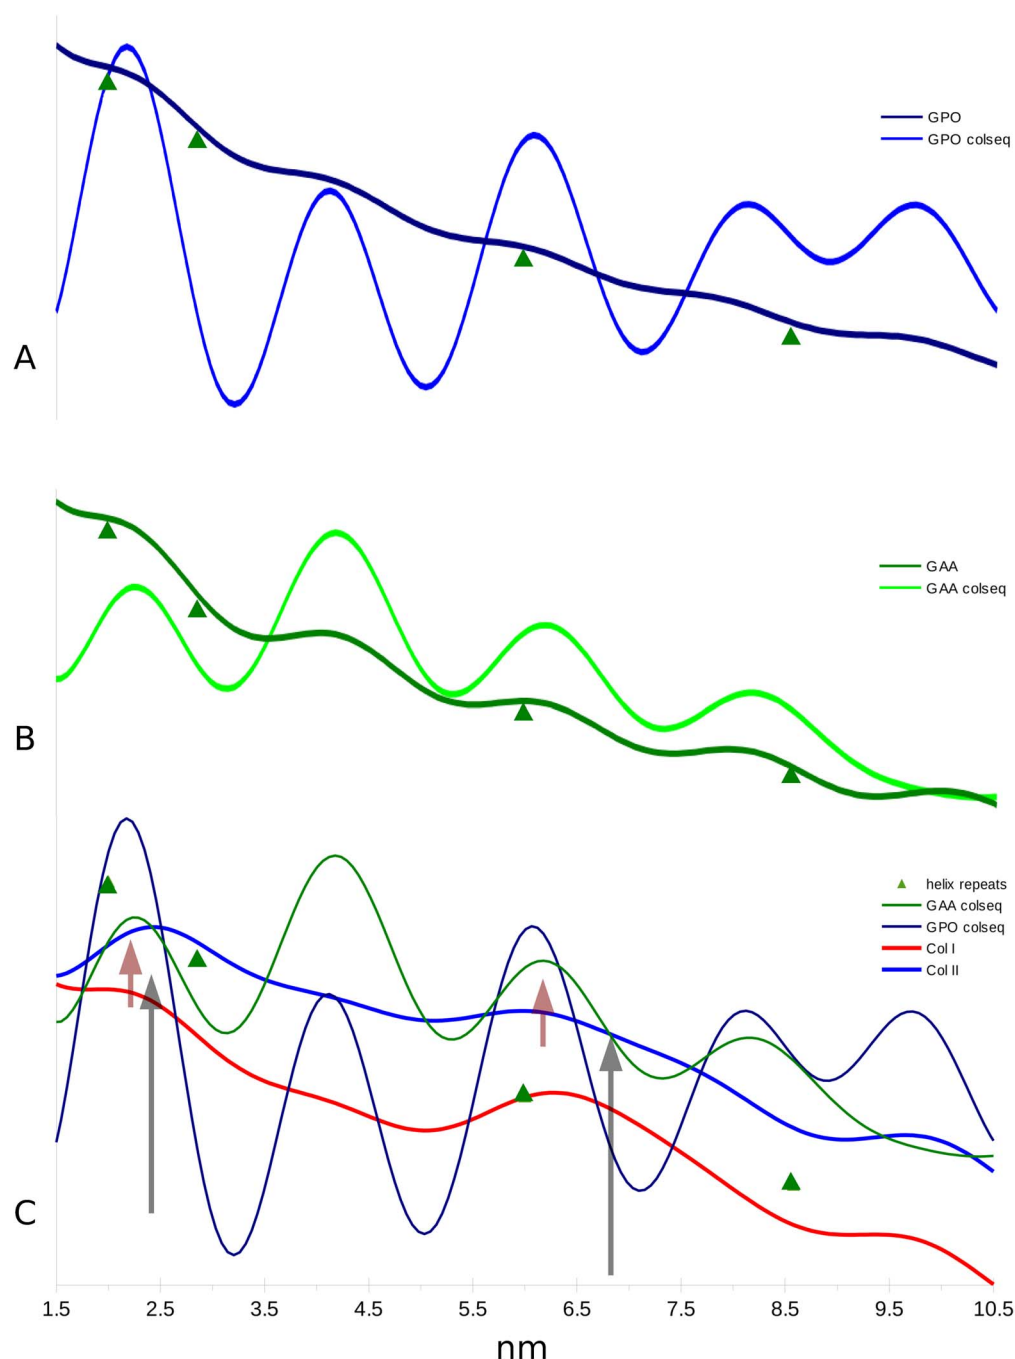 GPO
GPO colseq
A
GAA
GAA colseq
B
helix repeats
GAA colseq
GPO colseq
Col I
Col II
C
1.5 2.5 3.5 4.5 5.5 6.5 7.5 8.5 9.5 10.5
nm